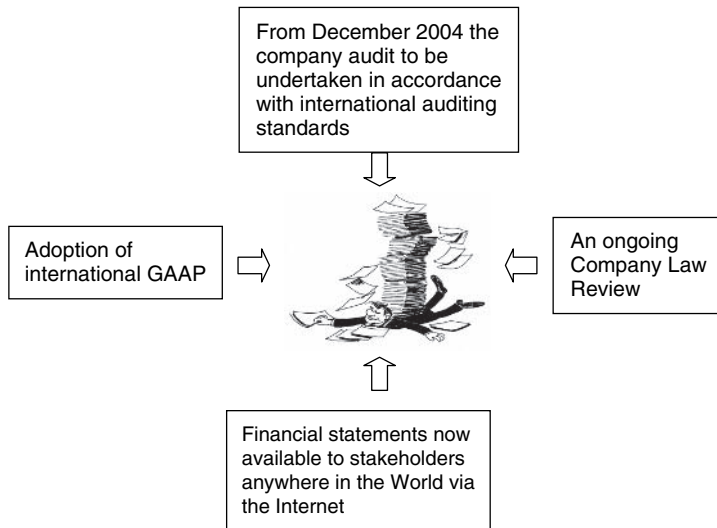 From December 2004 the
company audit to be
undertaken in accordance
with international auditing
standards
Adoption of
international GAAP
An ongoing
Company Law
Review
Financial statements now
available to stakeholders
anywhere in the World via
the Internet